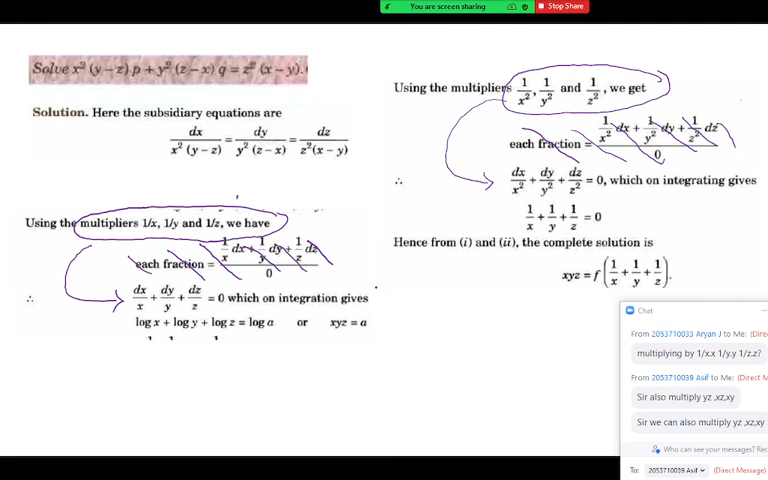 You are screen sharing
Stop Share
Solve x² (y – z) p + y² (z – x) q = z² (x – y).
Solution. Here the subsidiary equations are
dx / x² (y – z) = dy / y² (z – x) = dz / z² (x – y)
Using the multipliers 1/x, 1/y and 1/z, we have
each fraction = (1/x dx + 1/y dy + 1/z dz) / 0
∴ dx/x + dy/y + dz/z = 0 which on integration gives
log x + log y + log z = log a or xyz = a
Using the multipliers 1/x², 1/y² and 1/z², we get
each fraction = (1/x² dx + 1/y² dy + 1/z² dz) / 0
∴ dx/x² + dy/y² + dz/z² = 0, which on integrating gives
1/x + 1/y + 1/z = 0
Hence from (i) and (ii), the complete solution is
xyz = f (1/x + 1/y + 1/z).
Chat
From 2053710033 Aryan J to Me: (Dire
multiplying by 1/x.x 1/y.y 1/z.z?
From 2053710039 Asif to Me: (Direct M
Sir also multiply yz ,xz,xy
Sir we can also multiply yz,xz,xy
Who can see your messages? Rec
To: 2053710039 Asif (Direct Message)